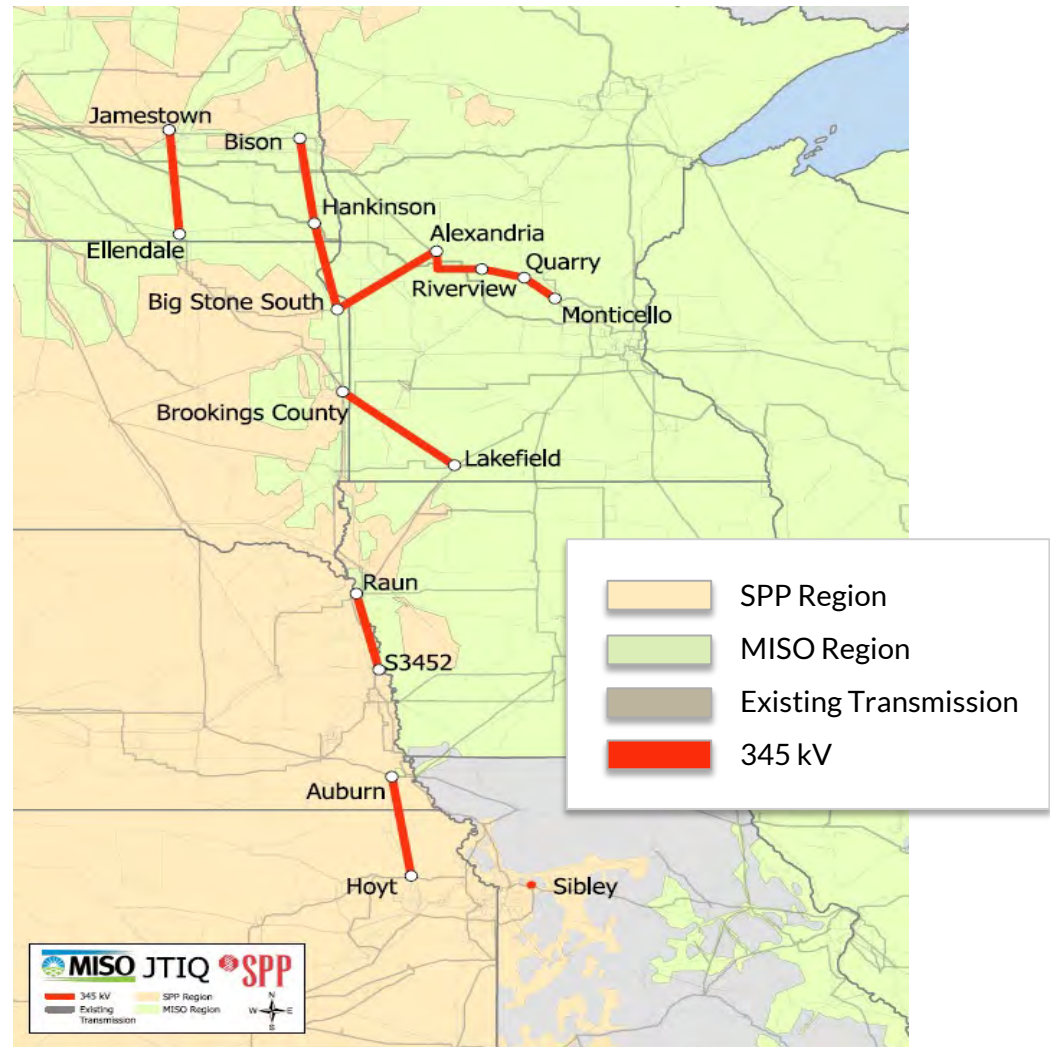 Jamestown
Bison
Hankinson
Ellendale
Alexandria
Quarry
Riverview
Big Stone South
Monticello
Brookings County
Lakefield
Raun
S3452
Auburn
Hoyt
Sibley
SPP Region
MISO Region
Existing Transmission
345 kV
MISO JTIQ SPP
345 kV SPP Region
Existing MISO Region
Transmission
N
W E
S